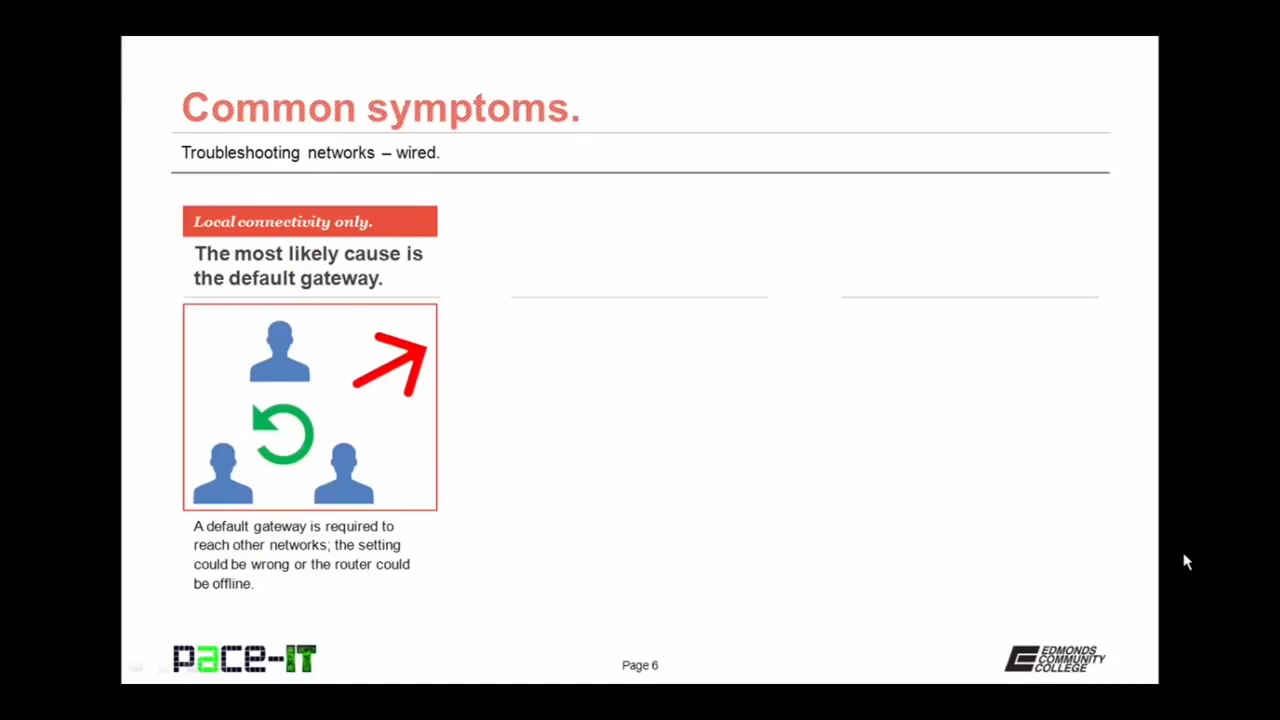 Common symptoms.
Troubleshooting networks – wired.
Local connectivity only.
The most likely cause is
the default gateway.
A default gateway is required to
reach other networks; the setting
could be wrong or the router could
be offline.
pace-IT
Page 6
EDMONDS
COMMUNITY
COLLEGE